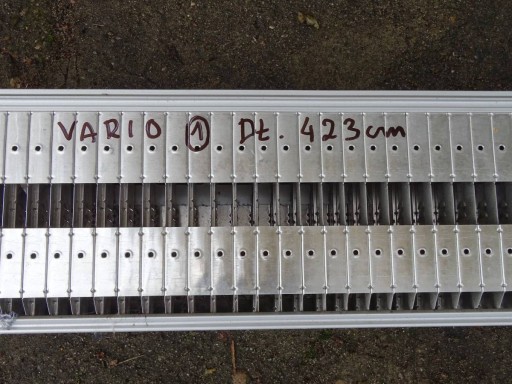 VARIO ① Dt. 423cm